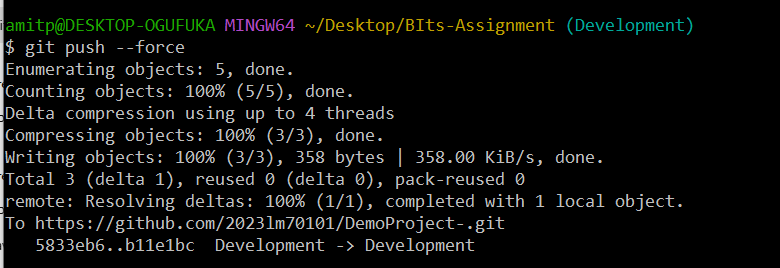 amitp@DESKTOP-OGUFUKA MINGW64 ~/Desktop/BIts-Assignment (Development)
$ git push --force
Enumerating objects: 5, done.
Counting objects: 100% (5/5), done.
Delta compression using up to 4 threads
Compressing objects: 100% (3/3), done.
Writing objects: 100% (3/3), 358 bytes | 358.00 KiB/s, done.
Total 3 (delta 1), reused 0 (delta 0), pack-reused 0
remote: Resolving deltas: 100% (1/1), completed with 1 local object.
To https://github.com/2023lm70101/DemoProject-.git
   5833eb6..b11e1bc  Development -> Development